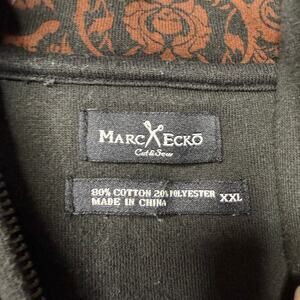 MARC ECKŌ
Cut & Sew
80% COTTON 20% POLYESTER
MADE IN CHINA
XXL